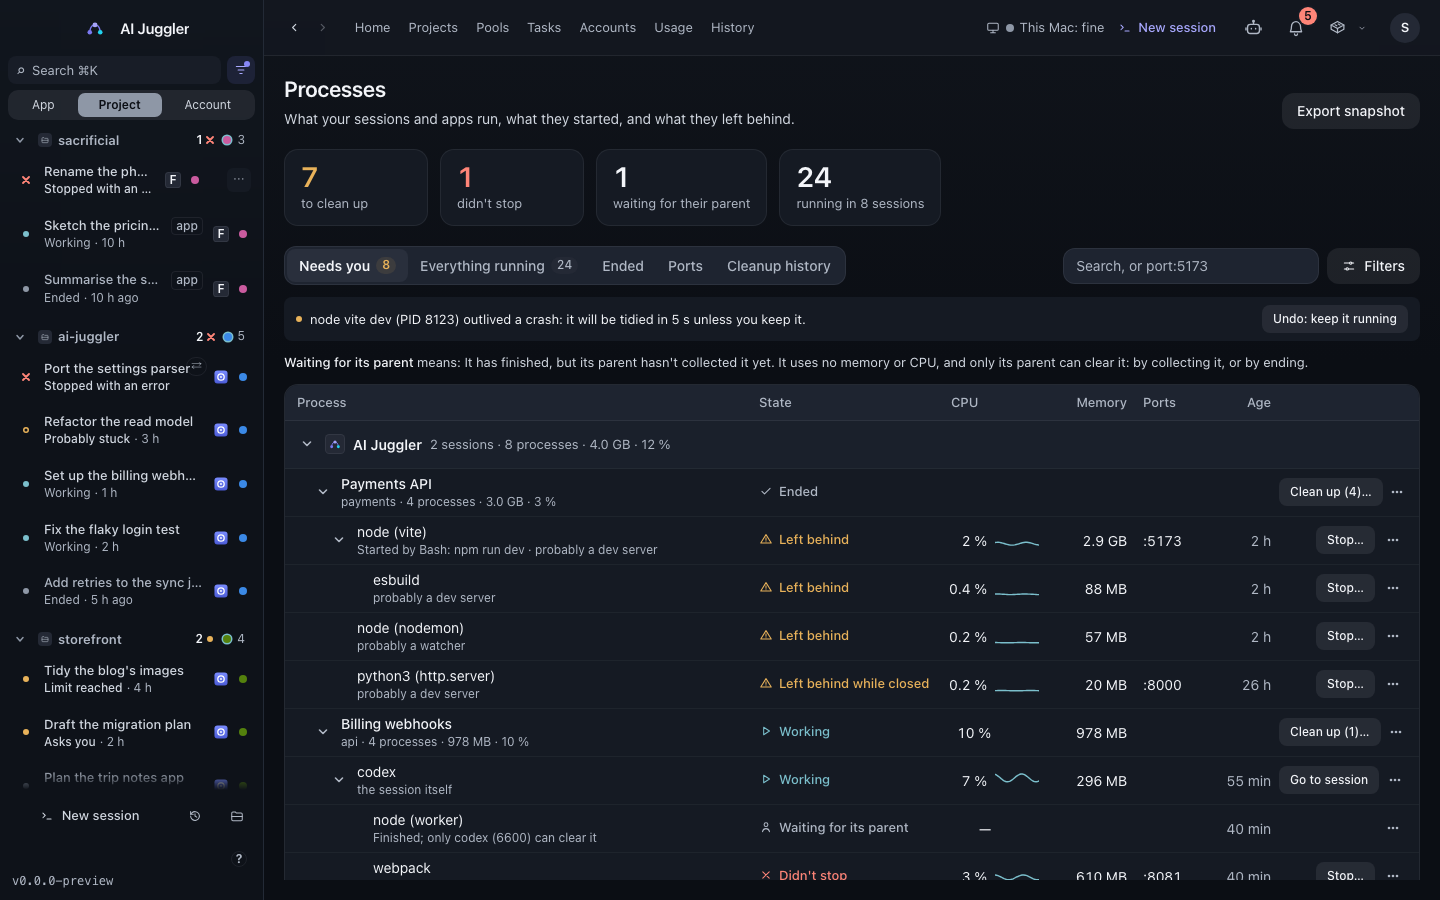 AI Juggler
Search ⌘K
App
Project
Account
sacrificial
1
3
Rename the ph...
Stopped with an ...
F
Sketch the pricin...
app
Working · 10 h
F
Summarise the s...
app
Ended · 10 h ago
F
ai-juggler
2
5
Port the settings parser
Stopped with an error
Refactor the read model
Probably stuck · 3 h
Set up the billing webh...
Working · 1 h
Fix the flaky login test
Working · 2 h
Add retries to the sync j...
Ended · 5 h ago
storefront
2
4
Tidy the blog's images
Limit reached · 4 h
Draft the migration plan
Asks you · 2 h
Plan the trip notes app
New session
?
v0.0.0-preview
Home
Projects
Pools
Tasks
Accounts
Usage
History
This Mac: fine
New session
5
S
Processes
What your sessions and apps run, what they started, and what they left behind.
Export snapshot
7
to clean up
1
didn't stop
1
waiting for their parent
24
running in 8 sessions
Needs you 8
Everything running 24
Ended
Ports
Cleanup history
Search, or port:5173
Filters
node vite dev (PID 8123) outlived a crash: it will be tidied in 5 s unless you keep it.
Undo: keep it running
Waiting for its parent means: It has finished, but its parent hasn't collected it yet. It uses no memory or CPU, and only its parent can clear it: by collecting it, or by ending.
Process State CPU Memory Ports Age
AI Juggler 2 sessions · 8 processes · 4.0 GB · 12 %
Payments API
payments · 4 processes · 3.0 GB · 3 %
Ended
Clean up (4)...
node (vite)
Started by Bash: npm run dev · probably a dev server
Left behind 2 % 2.9 GB :5173 2 h Stop...
esbuild
probably a dev server
Left behind 0.4 % 88 MB 2 h Stop...
node (nodemon)
probably a watcher
Left behind 0.2 % 57 MB 2 h Stop...
python3 (http.server)
probably a dev server
Left behind while closed 0.2 % 20 MB :8000 26 h Stop...
Billing webhooks
api · 4 processes · 978 MB · 10 %
Working 10 % 978 MB Clean up (1)...
codex
the session itself
Working 7 % 296 MB 55 min Go to session
node (worker)
Finished; only codex (6600) can clear it
Waiting for its parent — 40 min
webpack
Didn't stop 3 % 610 MB :8081 40 min Stop...